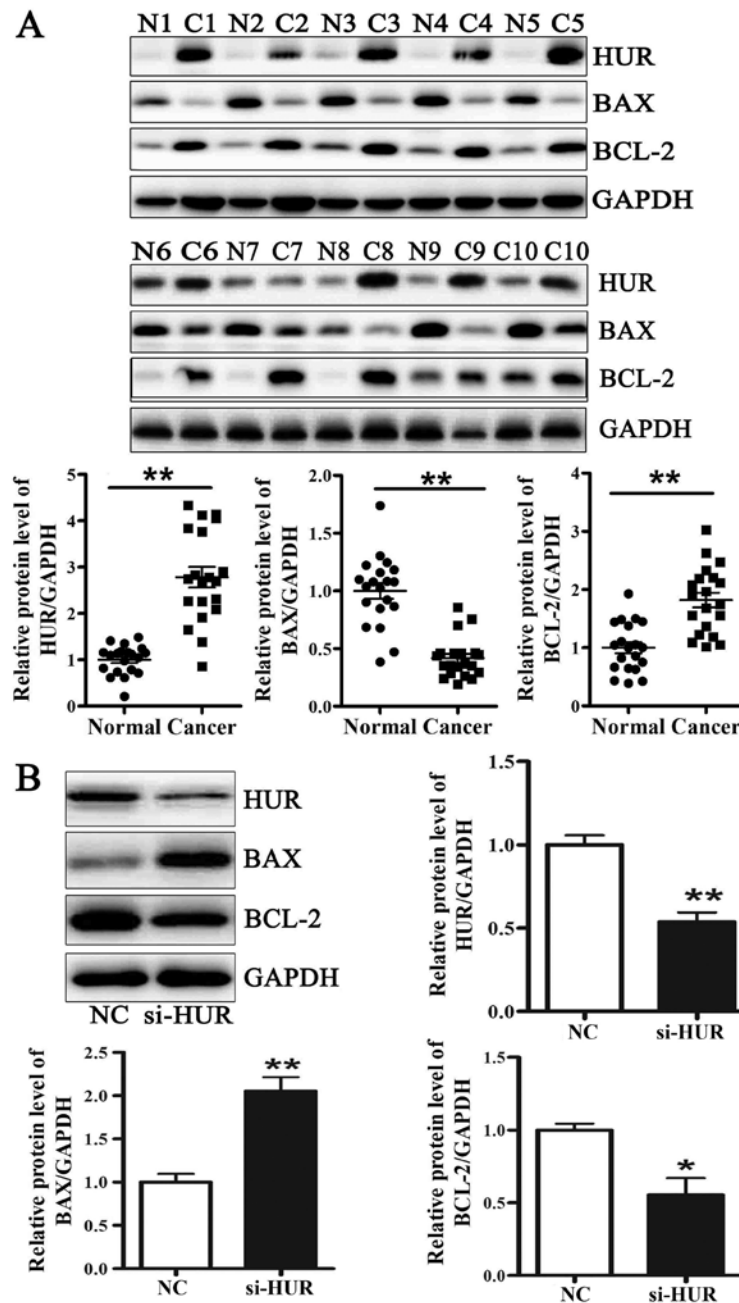 A
N1 C1 N2 C2 N3 C3 N4 C4 N5 C5
HUR
BAX
BCL-2
GAPDH
N6 C6 N7 C7 N8 C8 N9 C9 C10 C10
HUR
BAX
BCL-2
GAPDH
Relative protein level of
HUR/GAPDH
5
4
3
2
1
0
**
Normal Cancer
Relative protein level of
BAX/GAPDH
2.0
1.5
1.0
0.5
0.0
**
Normal Cancer
Relative protein level of
BCL-2/GAPDH
4
3
2
1
0
**
Normal Cancer
B
HUR
BAX
BCL-2
GAPDH
NC si-HUR
Relative protein level of
HUR/GAPDH
1.5
1.0
0.5
0.0
**
NC si-HUR
Relative protein level of
BAX/GAPDH
2.5
2.0
1.5
1.0
0.5
0.0
**
NC si-HUR
Relative protein level of
BCL-2/GAPDH
1.5
1.0
0.5
0.0
*
NC si-HUR